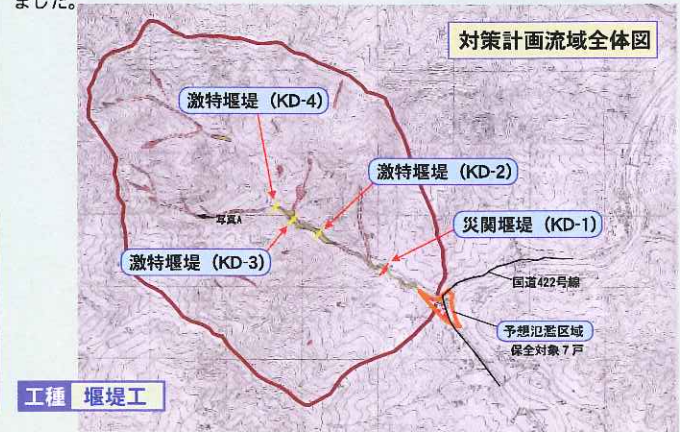 ました。
対策計画流域全体図
激特堰堤（KD-4）
激特堰堤（KD-2）
災関堰堤（KD-1）
写真A
激特堰堤（KD-3）
国道422号線
予想氾濫区域
保全対象7戸
工種 堰堤工